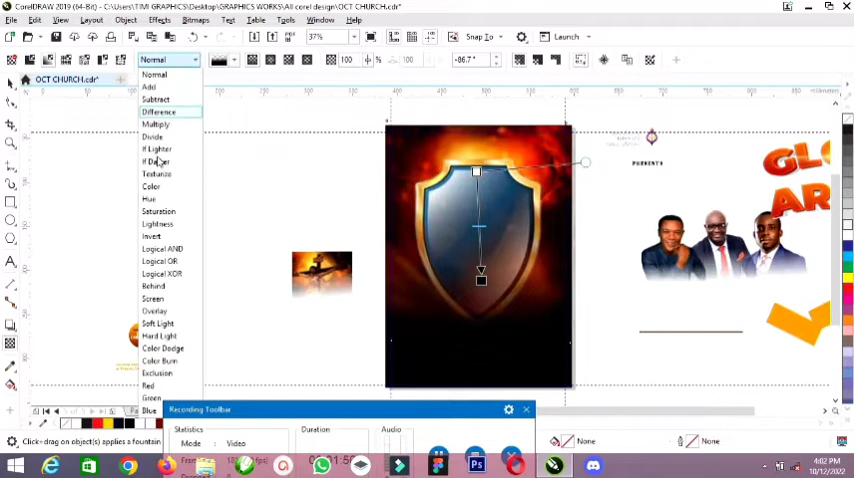 CorelDRAW 2019 (64-Bit) - C:\Users\TIMI GRAPHICS\Desktop\GRAPHICS WORKS\All corel design\OCT CHURCH.cdr*
File Edit View Layout Object Effects Bitmaps Text Table Tools Window Help
37% Snap To Launch
Normal 100 % 100 -86.7 °
OCT CHURCH.cdr*
Normal
Add
Subtract
Difference
Multiply
Divide
If Lighter
Texturize
Color
Hue
Saturation
Lightness
Invert
Logical AND
Logical OR
Logical XOR
Behind
Screen
Overlay
Soft Light
Hard Light
Color Dodge
Color Burn
Exclusion
Red
Green
Blue
millimeters
PRESENTS
Recording Toolbar
Statistics Duration Audio
Mode : Video
Click+drag on object(s) applies a fountain
None None
4:02 PM
10/12/2022